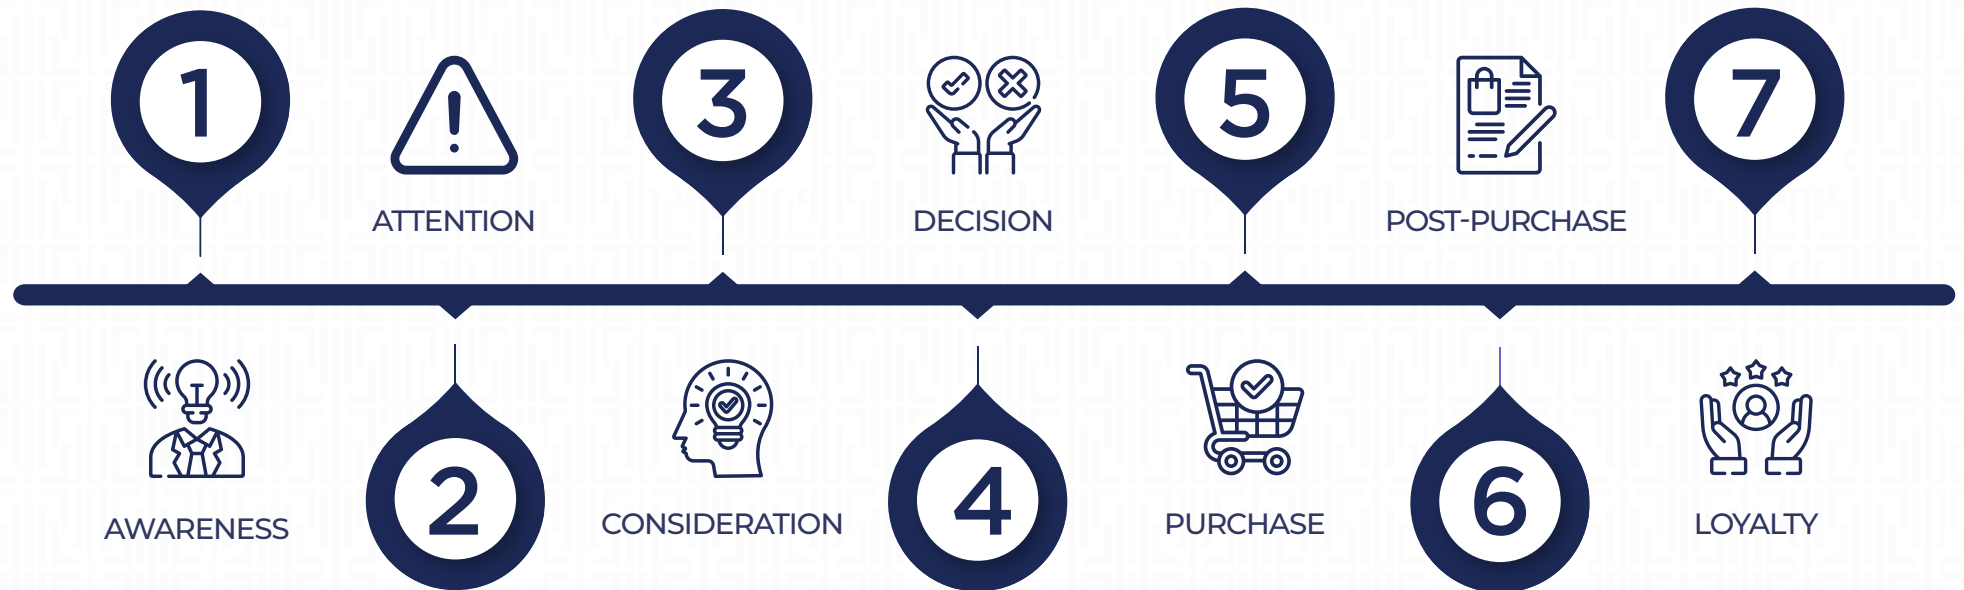 1
AWARENESS
ATTENTION
2
3
CONSIDERATION
DECISION
4
5
PURCHASE
POST-PURCHASE
6
7
LOYALTY